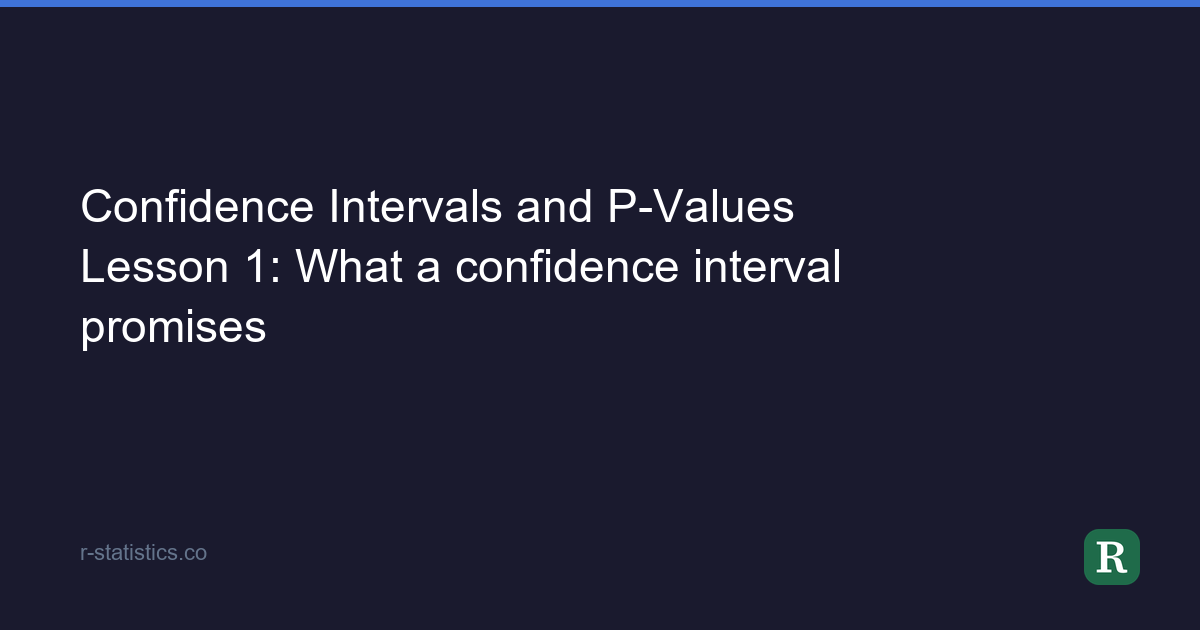 Confidence Intervals and P-Values
Lesson 1: What a confidence interval
promises
r-statistics.co
R